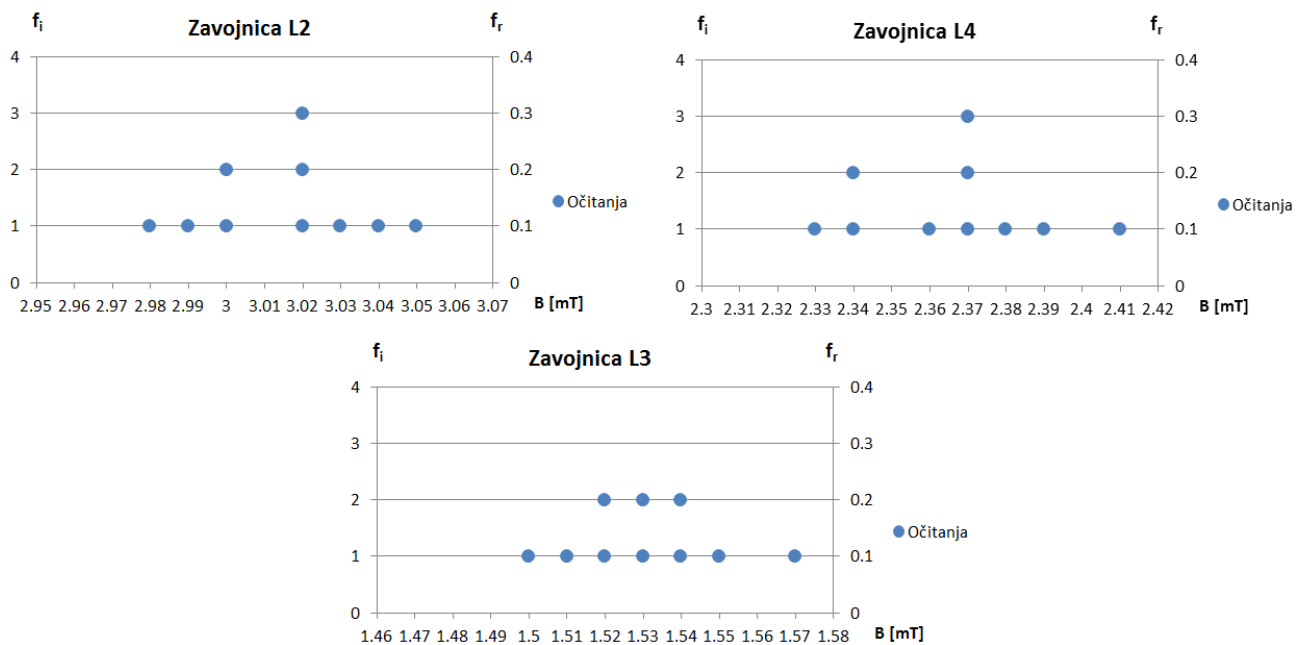 fi
Zavojnica L2
fr
4
3
2
1
0
0.4
0.3
0.2
0.1
0
2.95 2.96 2.97 2.98 2.99 3 3.01 3.02 3.03 3.04 3.05 3.06 3.07
B [mT]
Očitanja
fi
Zavojnica L4
fr
4
3
2
1
0
0.4
0.3
0.2
0.1
0
2.3 2.31 2.32 2.33 2.34 2.35 2.36 2.37 2.38 2.39 2.4 2.41 2.42
B [mT]
Očitanja
fi
Zavojnica L3
fr
4
3
2
1
0
0.4
0.3
0.2
0.1
0
1.46 1.47 1.48 1.49 1.5 1.51 1.52 1.53 1.54 1.55 1.56 1.57 1.58
B [mT]
Očitanja